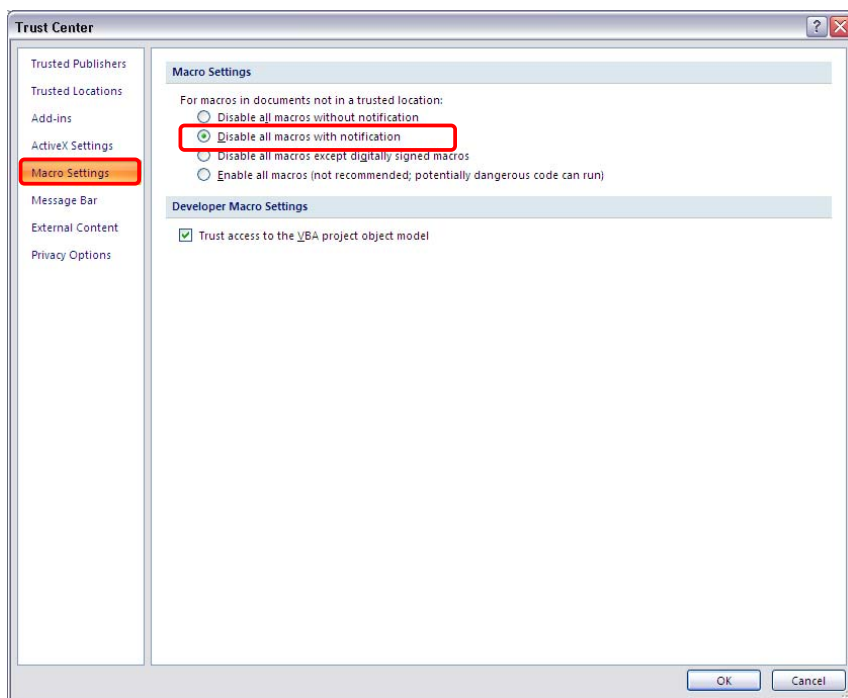 Trust Center
Trusted Publishers
Trusted Locations
Add-ins
ActiveX Settings
Macro Settings
Message Bar
External Content
Privacy Options
Macro Settings
For macros in documents not in a trusted location:
Disable all macros without notification
Disable all macros with notification
Disable all macros except digitally signed macros
Enable all macros (not recommended; potentially dangerous code can run)
Developer Macro Settings
Trust access to the VBA project object model
OK
Cancel